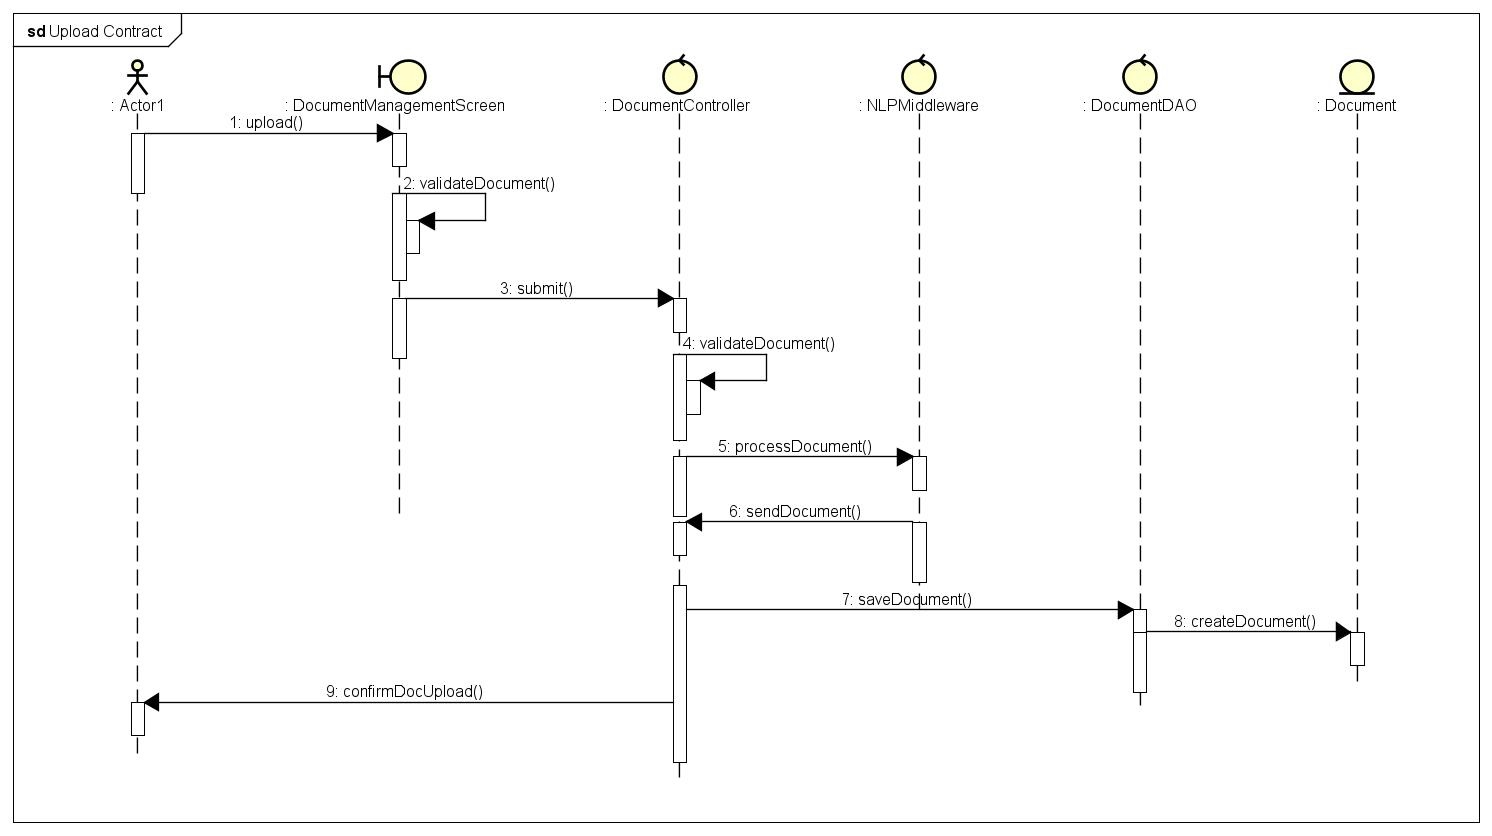 sd Upload Contract
: Actor1
: DocumentManagementScreen
: DocumentController
: NLPMiddleware
: DocumentDAO
: Document
1: upload()
2: validateDocument()
3: submit()
4: validateDocument()
5: processDocument()
6: sendDocument()
7: saveDocument()
8: createDocument()
9: confirmDocUpload()